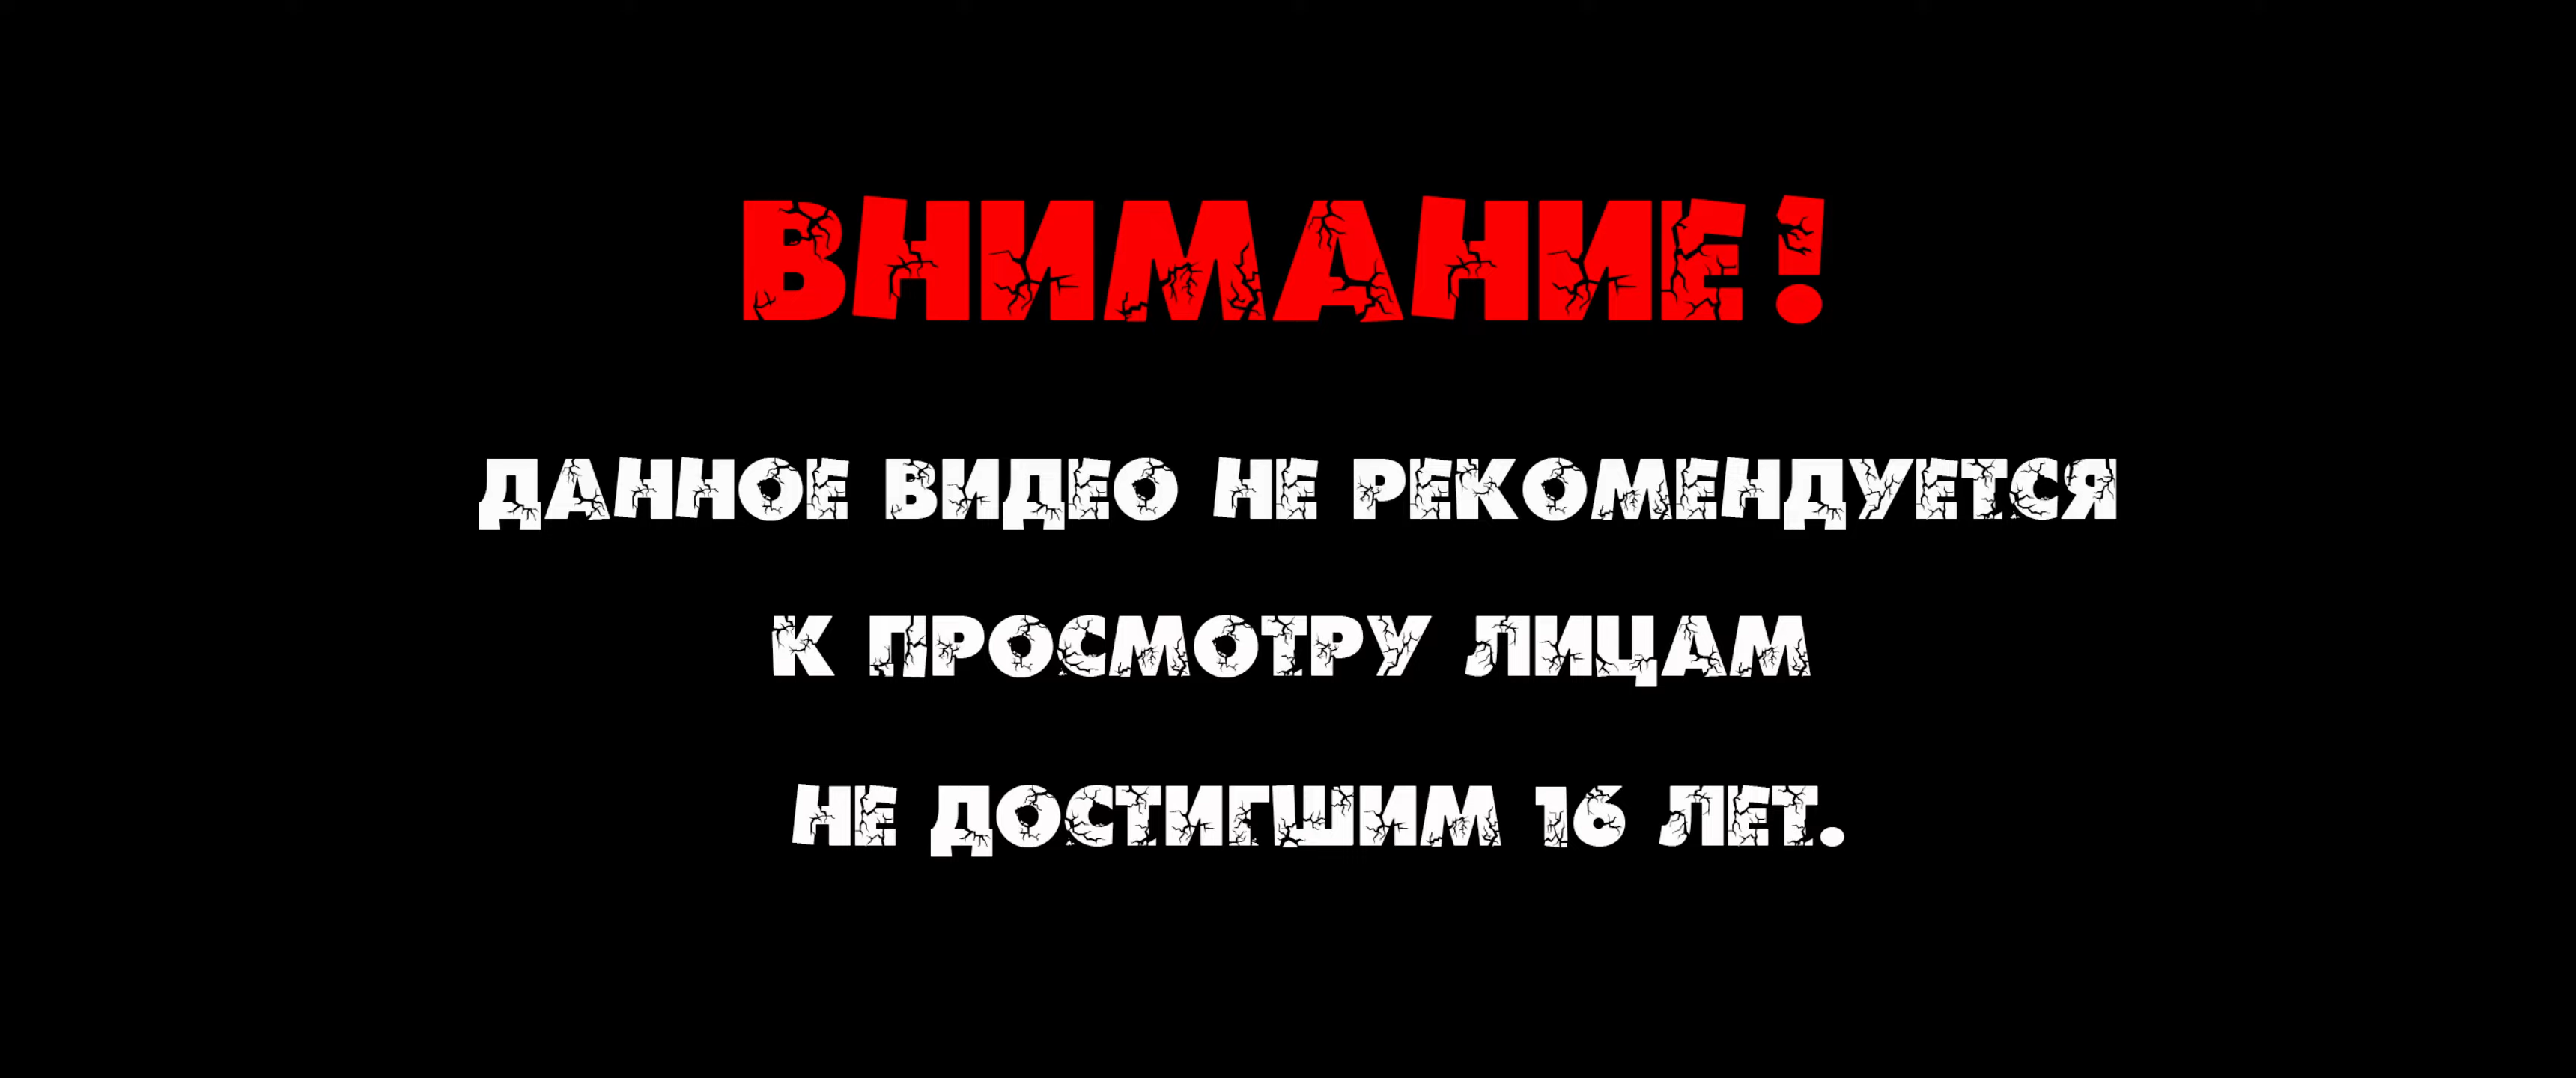 ВНИМАНИЕ!
ДАННОЕ ВИДЕО НЕ РЕКОМЕНДУЕТСЯ
К ПРОСМОТРУ ЛИЦАМ
НЕ ДОСТИГШИМ 16 ЛЕТ.